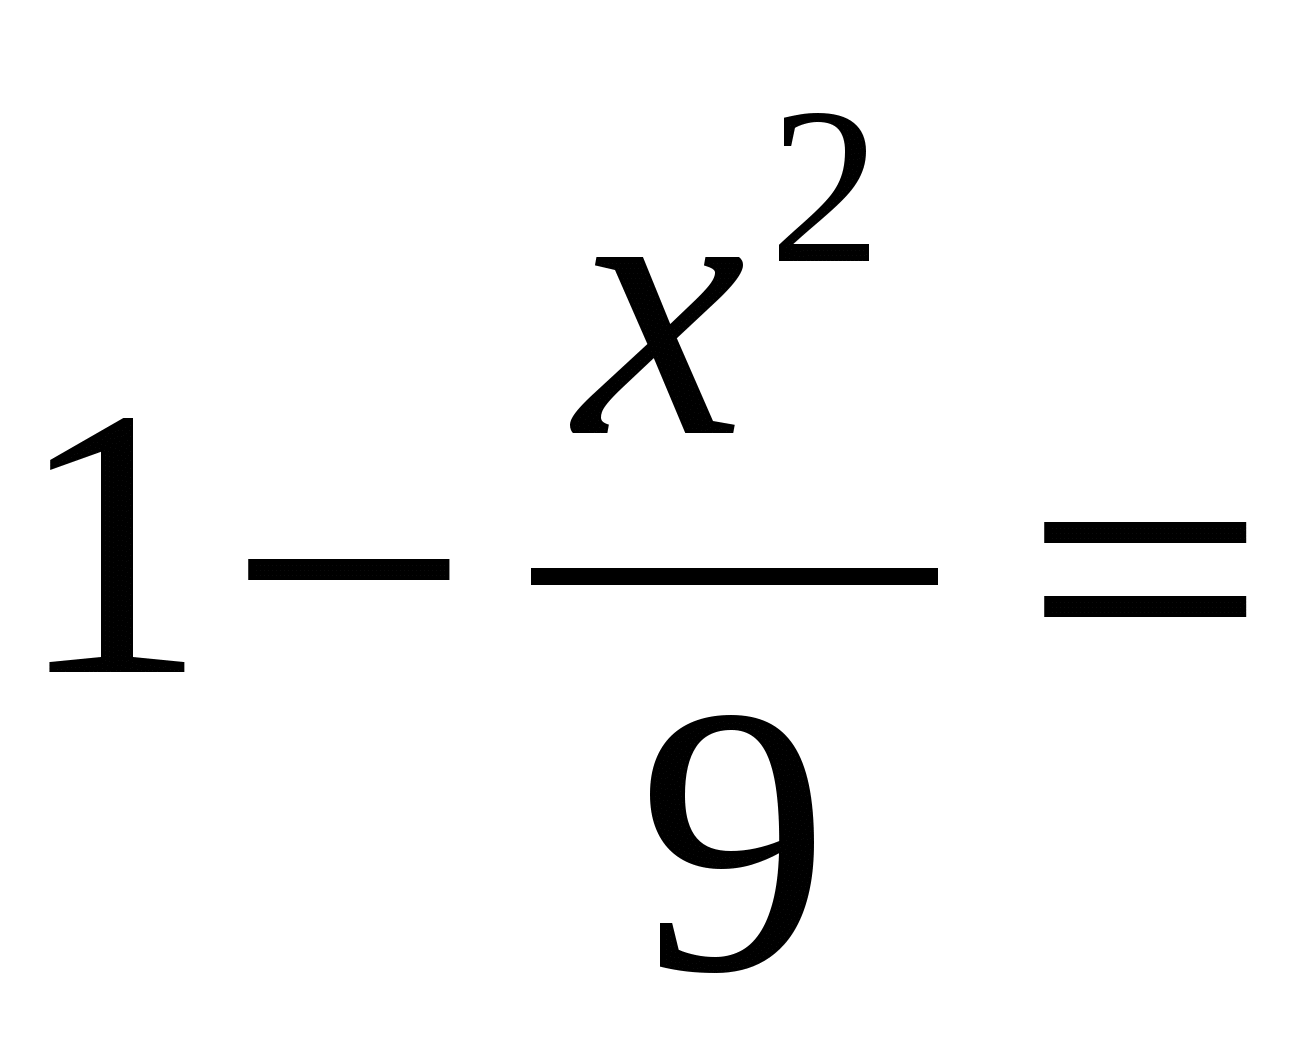 1 − x²/9 =